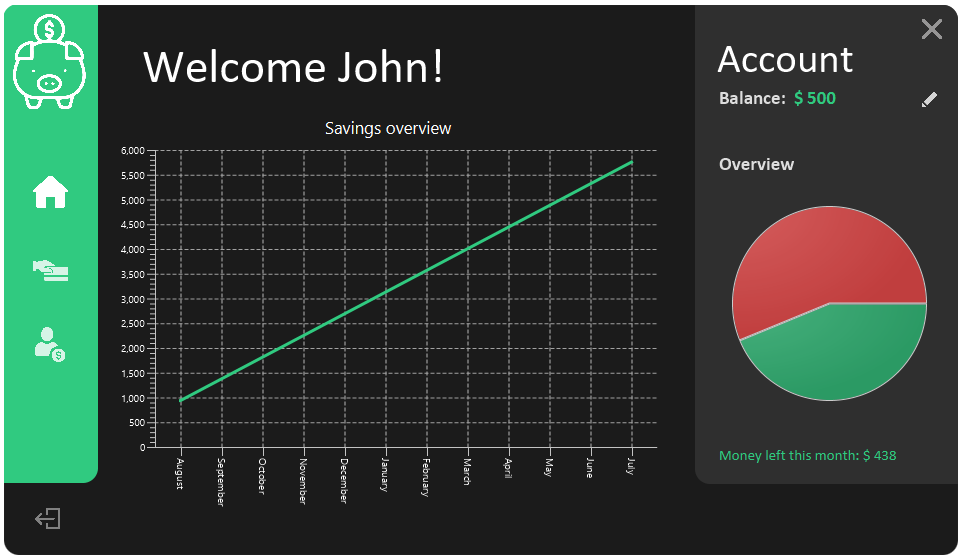 Welcome John!
Savings overview
6,000
5,500
5,000
4,500
4,000
3,500
3,000
2,500
2,000
1,500
1,000
500
0
August
September
October
November
December
January
February
March
April
May
June
July
Account
Balance: $ 500
Overview
Money left this month: $ 438
$
$